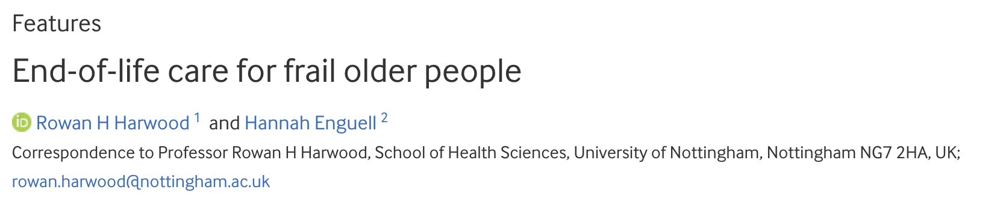 Features
End-of-life care for frail older people
iD Rowan H Harwood 1 and Hannah Enguell 2
Correspondence to Professor Rowan H Harwood, School of Health Sciences, University of Nottingham, Nottingham NG7 2HA, UK;
rowan.harwood@nottingham.ac.uk